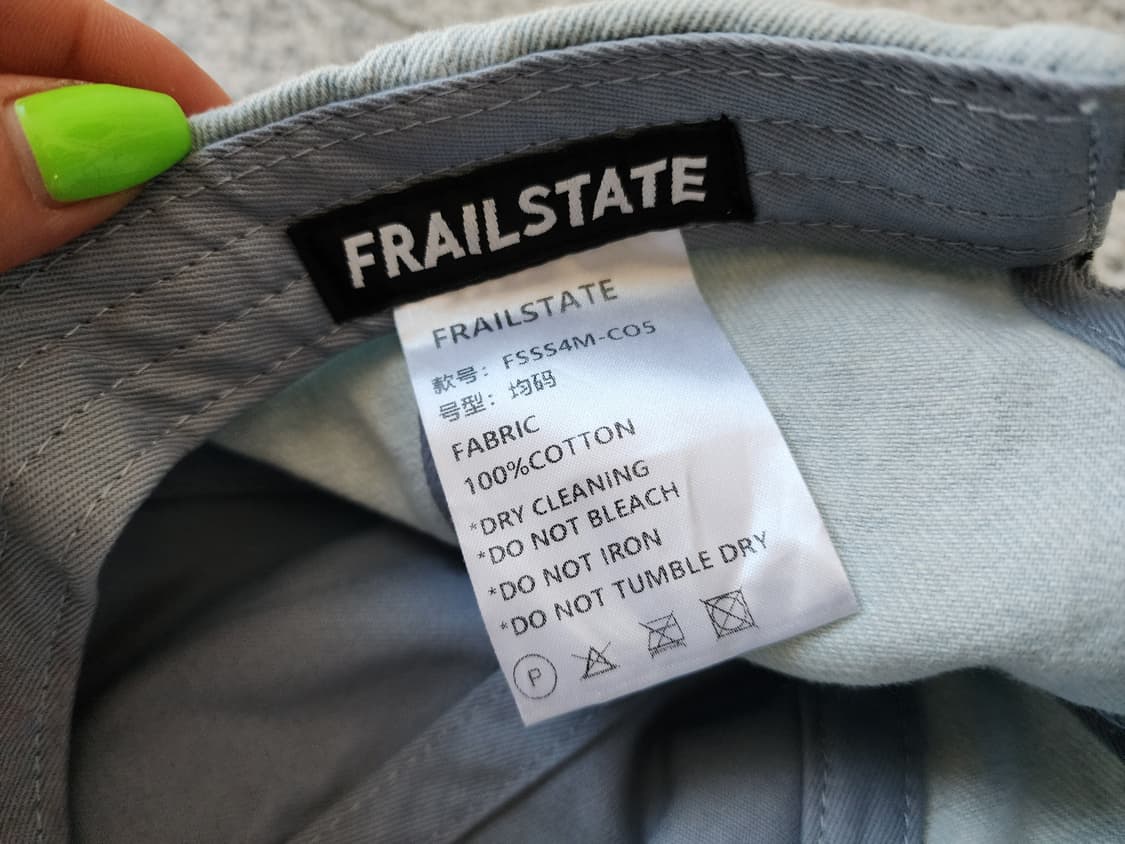 FRAILSTATE
FRAILSTATE
款号: FSSS4M-CO5
号型: 均码
FABRIC
100%COTTON
*DRY CLEANING
*DO NOT BLEACH
*DO NOT IRON
*DO NOT TUMBLE DRY
P